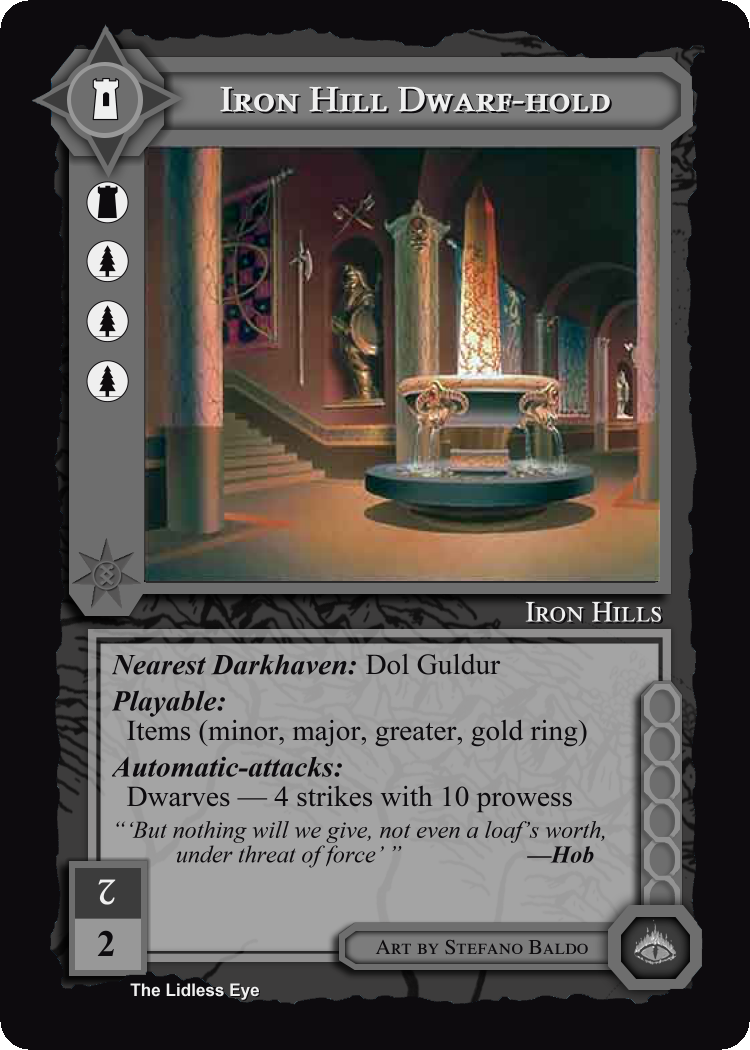 Iron Hill Dwarf-hold
Iron Hills
Nearest Darkhaven: Dol Guldur
Playable:
Items (minor, major, greater, gold ring)
Automatic-attacks:
Dwarves — 4 strikes with 10 prowess
“‘But nothing will we give, not even a loaf’s worth,
under threat of force’ ” —Hob
2
2
Art by Stefano Baldo
The Lidless Eye